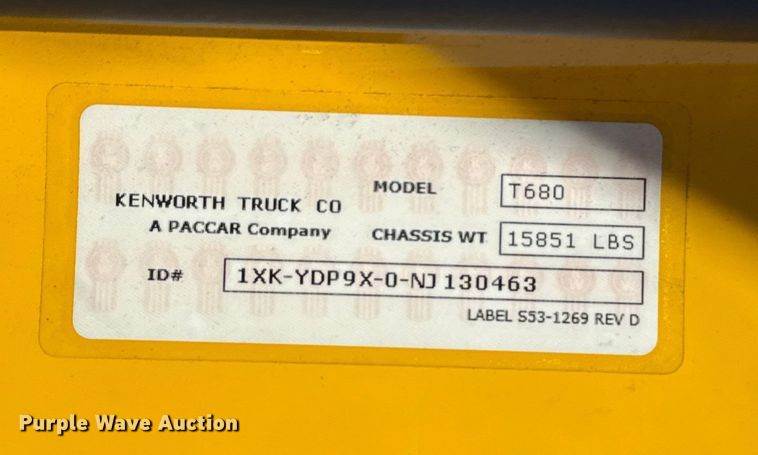 KENWORTH TRUCK CO
A PACCAR Company
MODEL T680
CHASSIS WT 15851 LBS
ID# 1XK-YDP9X-0-NJ130463
LABEL S53-1269 REV D
Purple Wave Auction